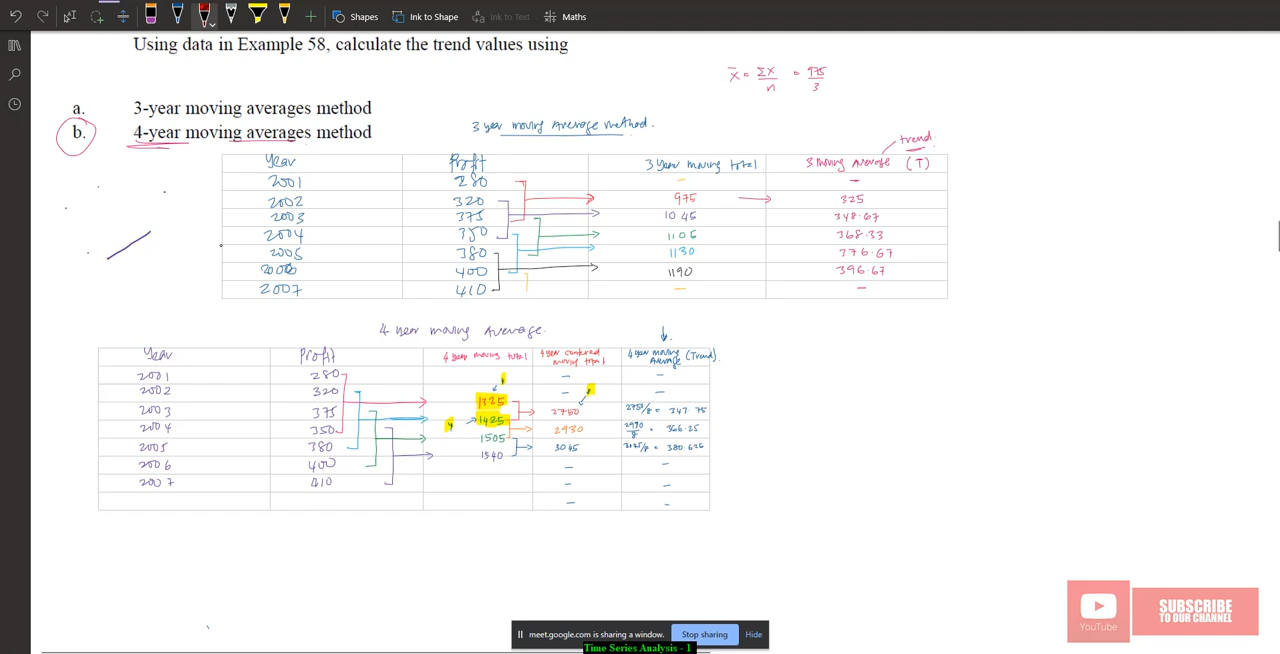 Shapes Ink to Shape Ink to Text Maths
Using data in Example 58, calculate the trend values using
x̄ = Σx/n = 975/3
a. 3-year moving averages method
b. 4-year moving averages method
3 year moving Average method.
trend
Year Profit 3 year moving total 3 moving Average (T)
2001 280 – –
2002 320 975 325
2003 375 1045 348.67
2004 350 1105 368.33
2005 380 1130 376.67
2006 400 1190 396.67
2007 410 – –
4 year moving Average.
Year Profit 4 year moving total 4 year centered moving total 4 year moving Average (Trend)
2001 280 – –
2002 320 1325 – –
2003 375 2750 2750/8 = 343.75
2004 350 4 1425 2930 2930/8 = 366.25
2005 380 1505 3045 3045/8 = 380.625
2006 400 1540 – –
2007 410 – –
– –
YouTube
SUBSCRIBE
TO OUR CHANNEL
meet.google.com is sharing a window. Stop sharing Hide
Time Series Analysis - 1